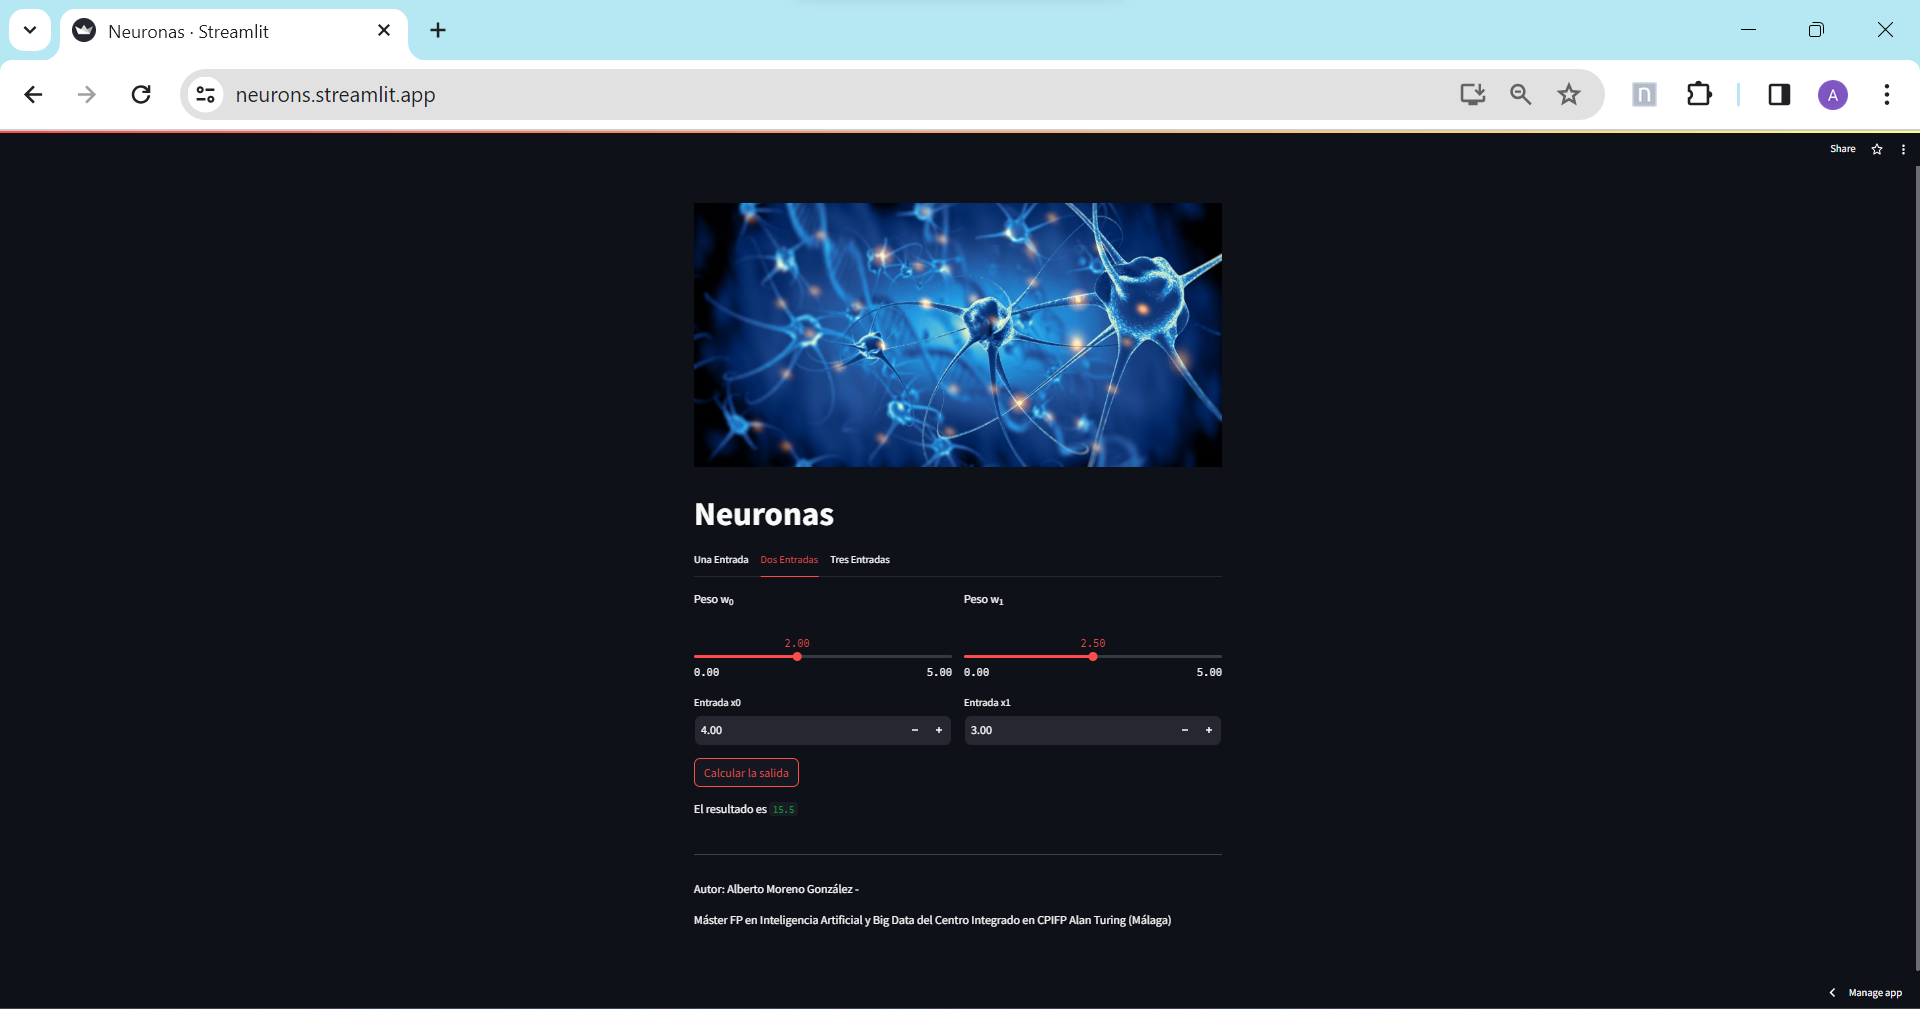 Neuronas · Streamlit
neurons.streamlit.app
n
A
Share
Neuronas
Una Entrada Dos Entradas Tres Entradas
Peso w0 Peso w1
2.00 2.50
0.00 5.00 0.00 5.00
Entrada x0 Entrada x1
4.00 - + 3.00 - +
Calcular la salida
El resultado es 15.5
Autor: Alberto Moreno González -
Máster FP en Inteligencia Artificial y Big Data del Centro Integrado en CPIFP Alan Turing (Málaga)
Manage app